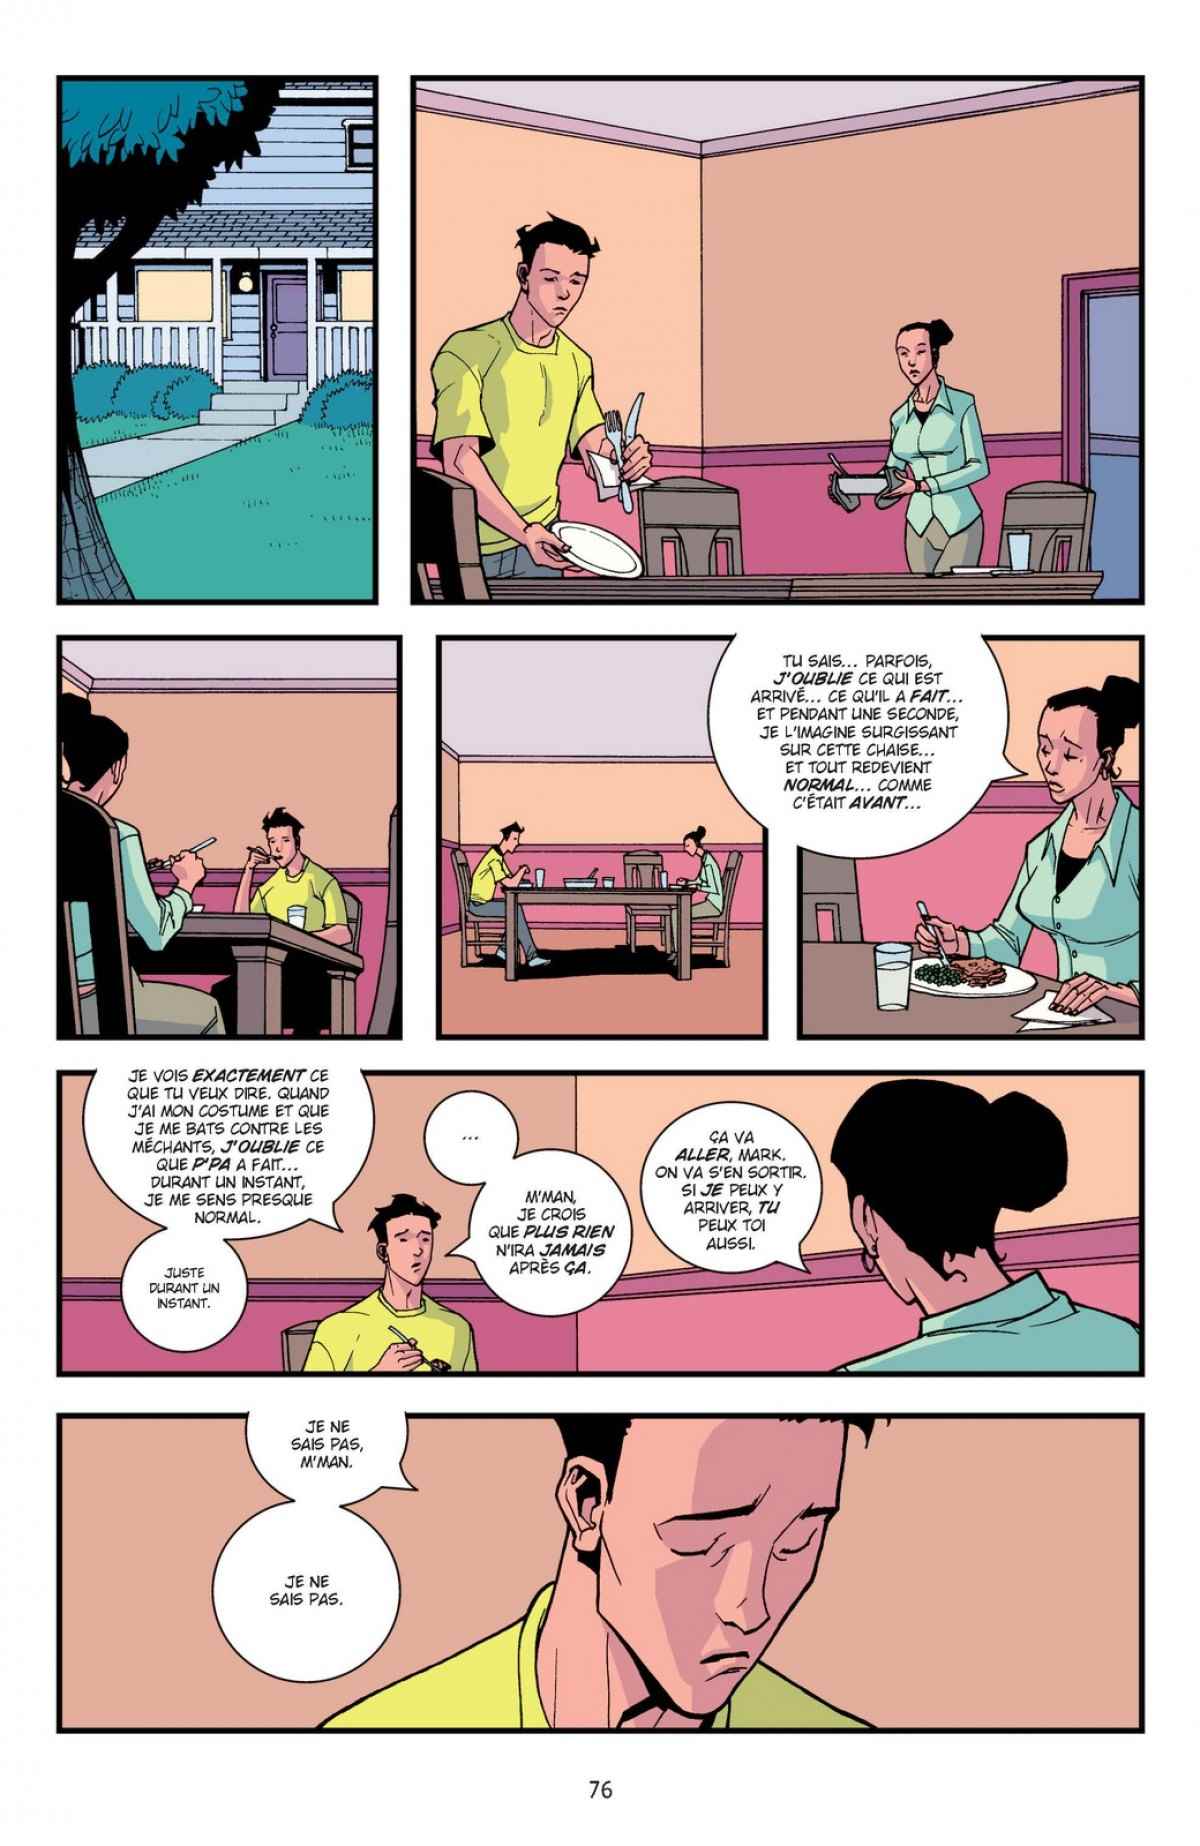 TU SAIS... PARFOIS,
J'OUBLIE CE QUI EST
ARRIVÉ... CE QU'IL A FAIT...
ET PENDANT UNE SECONDE,
JE L'IMAGINE SURGISSANT
SUR CETTE CHAISE...
ET TOUT REDEVIENT
NORMAL... COMME
C'ÉTAIT AVANT...
JE VOIS EXACTEMENT CE
QUE TU VEUX DIRE. QUAND
J'AI MON COSTUME ET QUE
JE ME BATS CONTRE LES
MÉCHANTS, J'OUBLIE CE
QUE P'PA A FAIT...
DURANT UN INSTANT,
JE ME SENS PRESQUE
NORMAL.
JUSTE
DURANT UN
INSTANT.
...
M'MAN,
JE CROIS
QUE PLUS RIEN
N'IRA JAMAIS
APRÈS ÇA.
ÇA VA
ALLER, MARK.
ON VA S'EN SORTIR.
SI JE PEUX Y
ARRIVER, TU
PEUX TOI
AUSSI.
JE NE
SAIS PAS,
M'MAN.
JE NE
SAIS PAS.
76